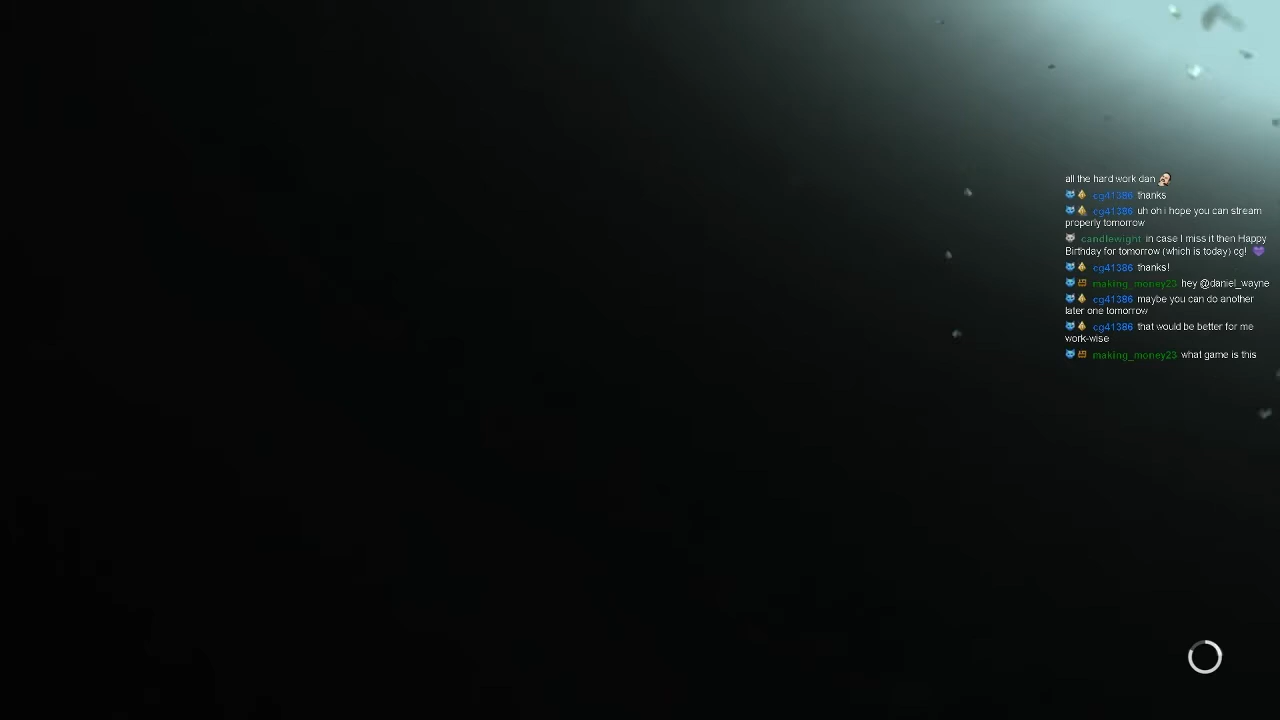 all the hard work dan
cg41386 thanks
cg41386 uh oh i hope you can stream
properly tomorrow
candlewight in case I miss it then Happy
Birthday for tomorrow (which is today) cg!
cg41386 thanks!
making_money23 hey @daniel_wayne
cg41386 maybe you can do another
later one tomorrow
cg41386 that would be better for me
work-wise
making_money23 what game is this